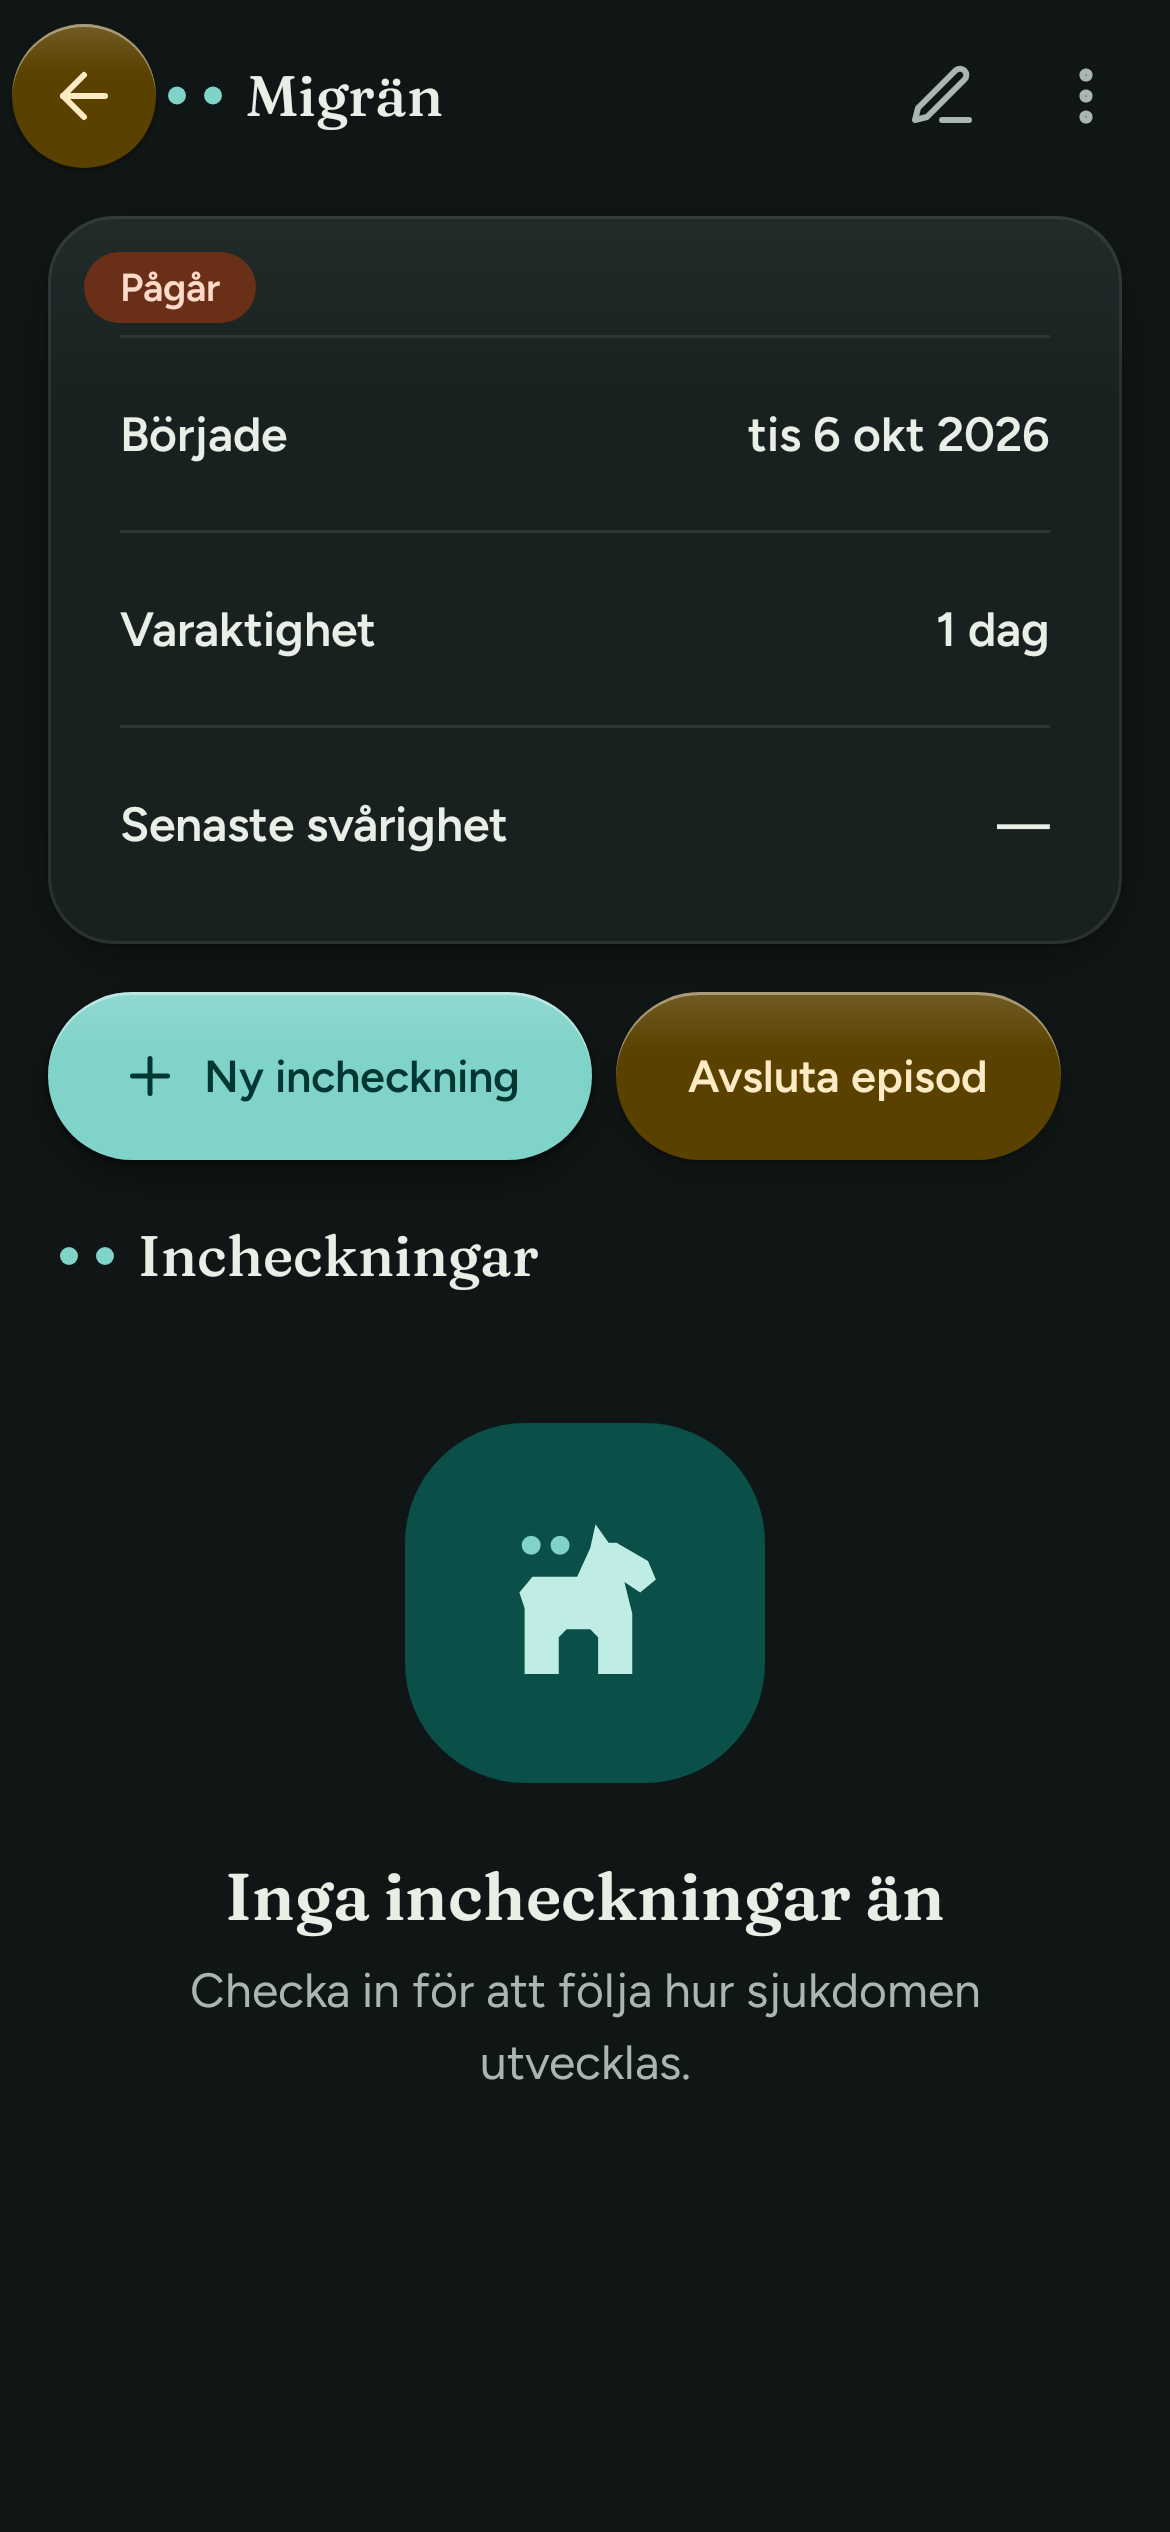 Migrän
Pågår
Började tis 6 okt 2026
Varaktighet 1 dag
Senaste svårighet —
Ny incheckning
Avsluta episod
Incheckningar
Inga incheckningar än
Checka in för att följa hur sjukdomen
utvecklas.